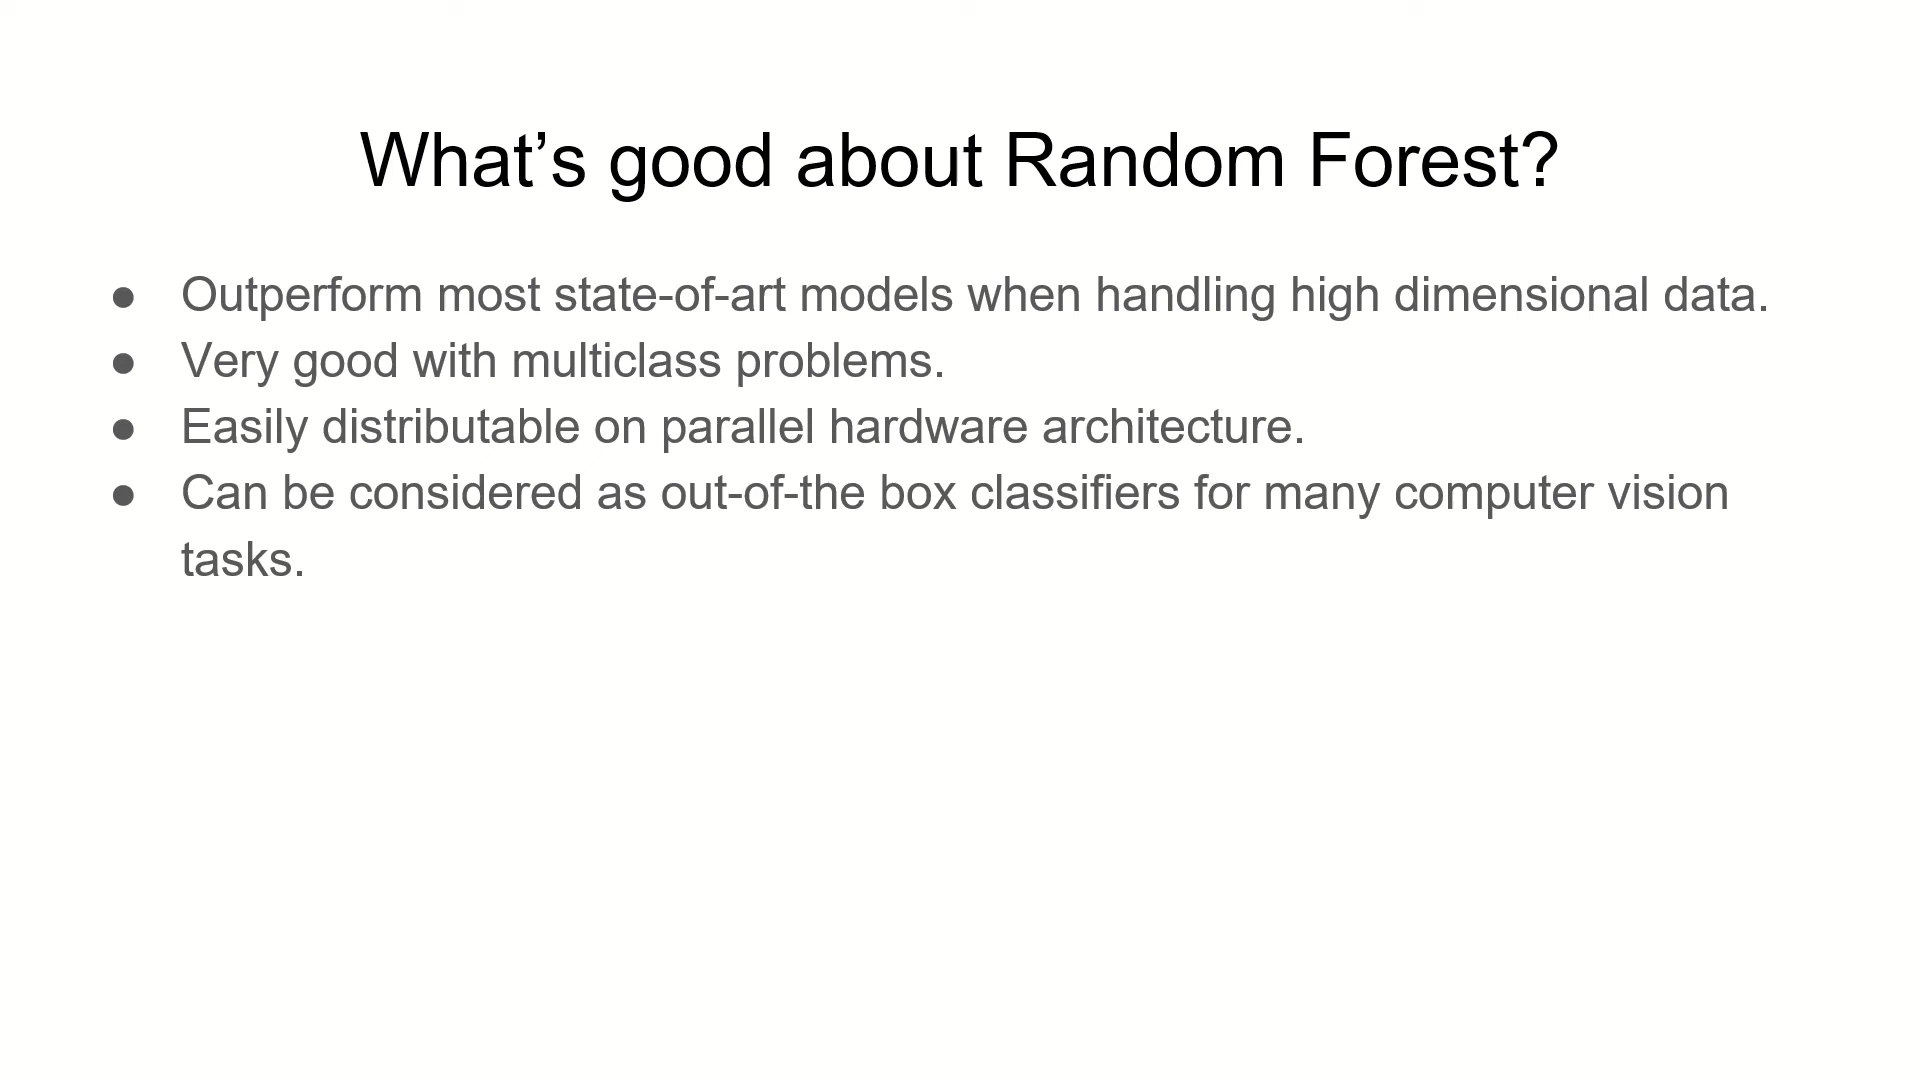 What’s good about Random Forest?
● Outperform most state-of-art models when handling high dimensional data.
● Very good with multiclass problems.
● Easily distributable on parallel hardware architecture.
● Can be considered as out-of-the box classifiers for many computer vision
tasks.